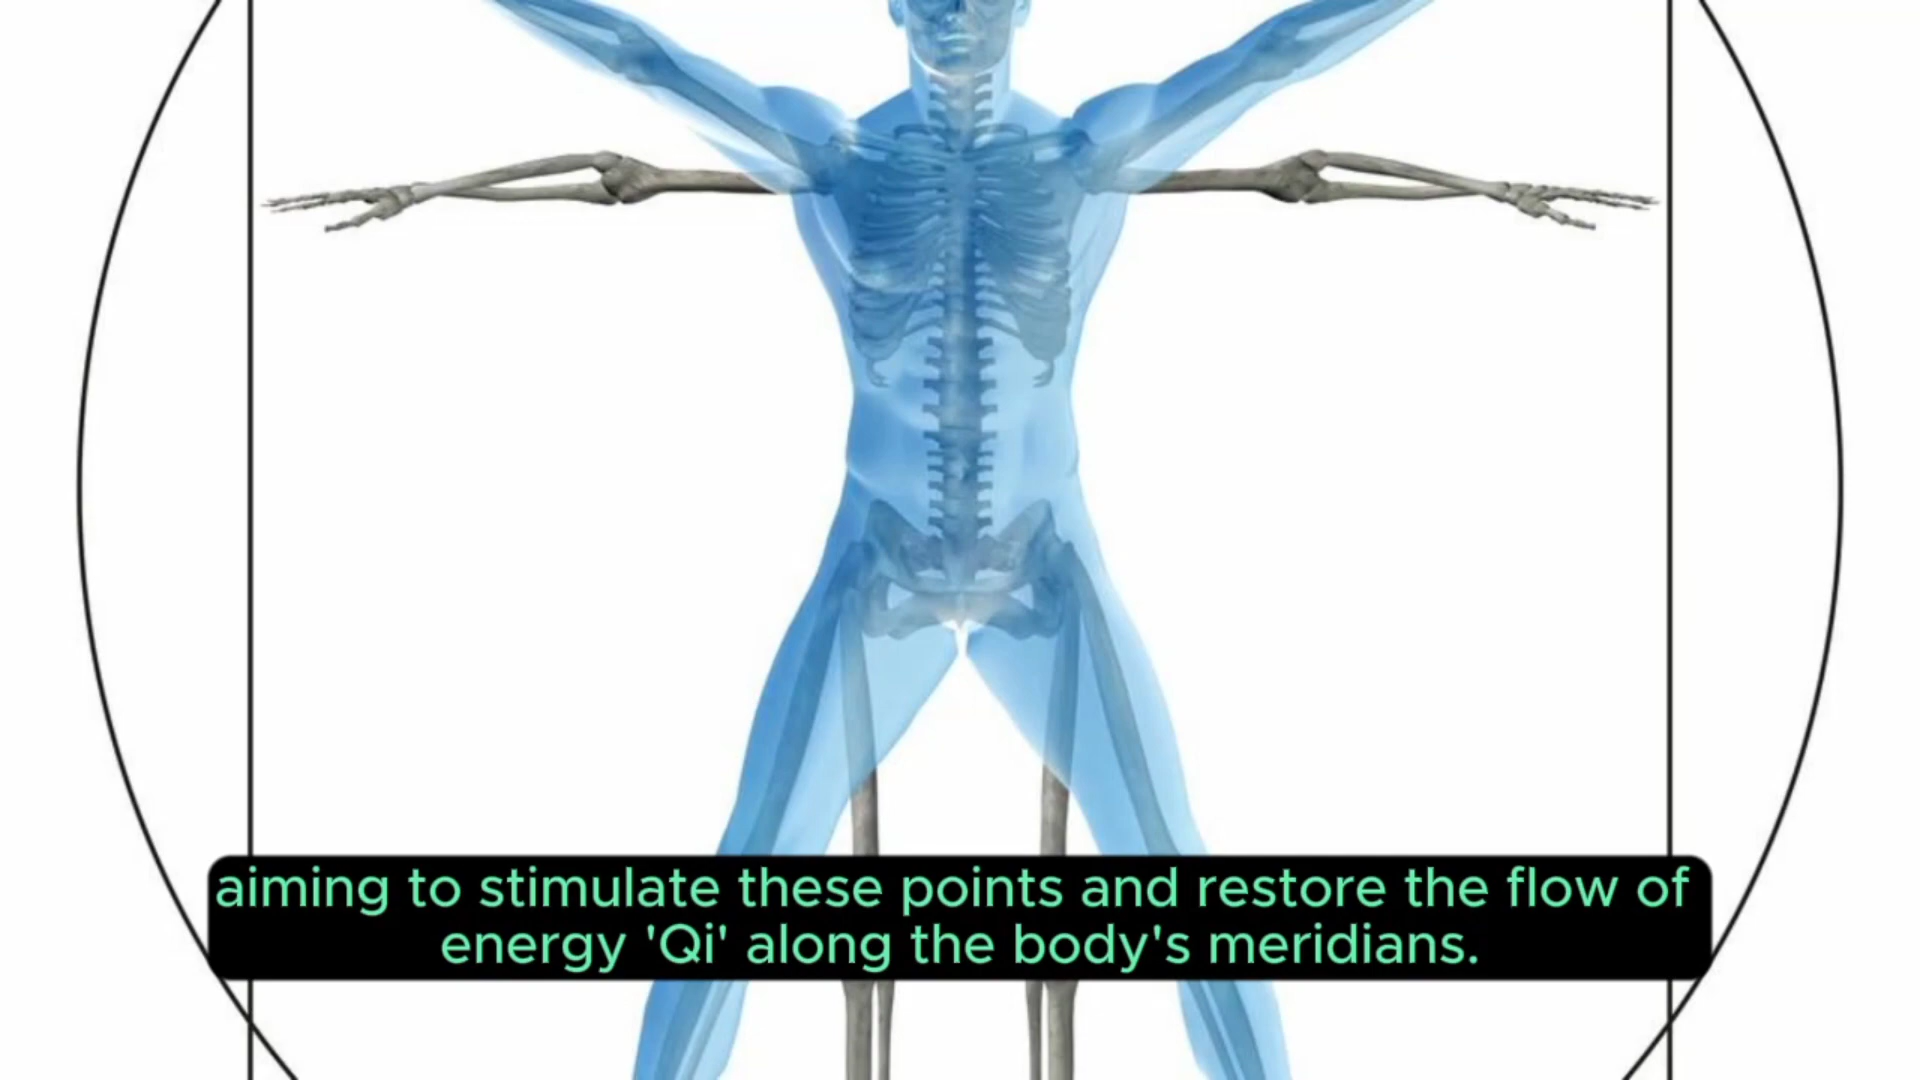 aiming to stimulate these points and restore the flow of
energy 'Qi' along the body's meridians.